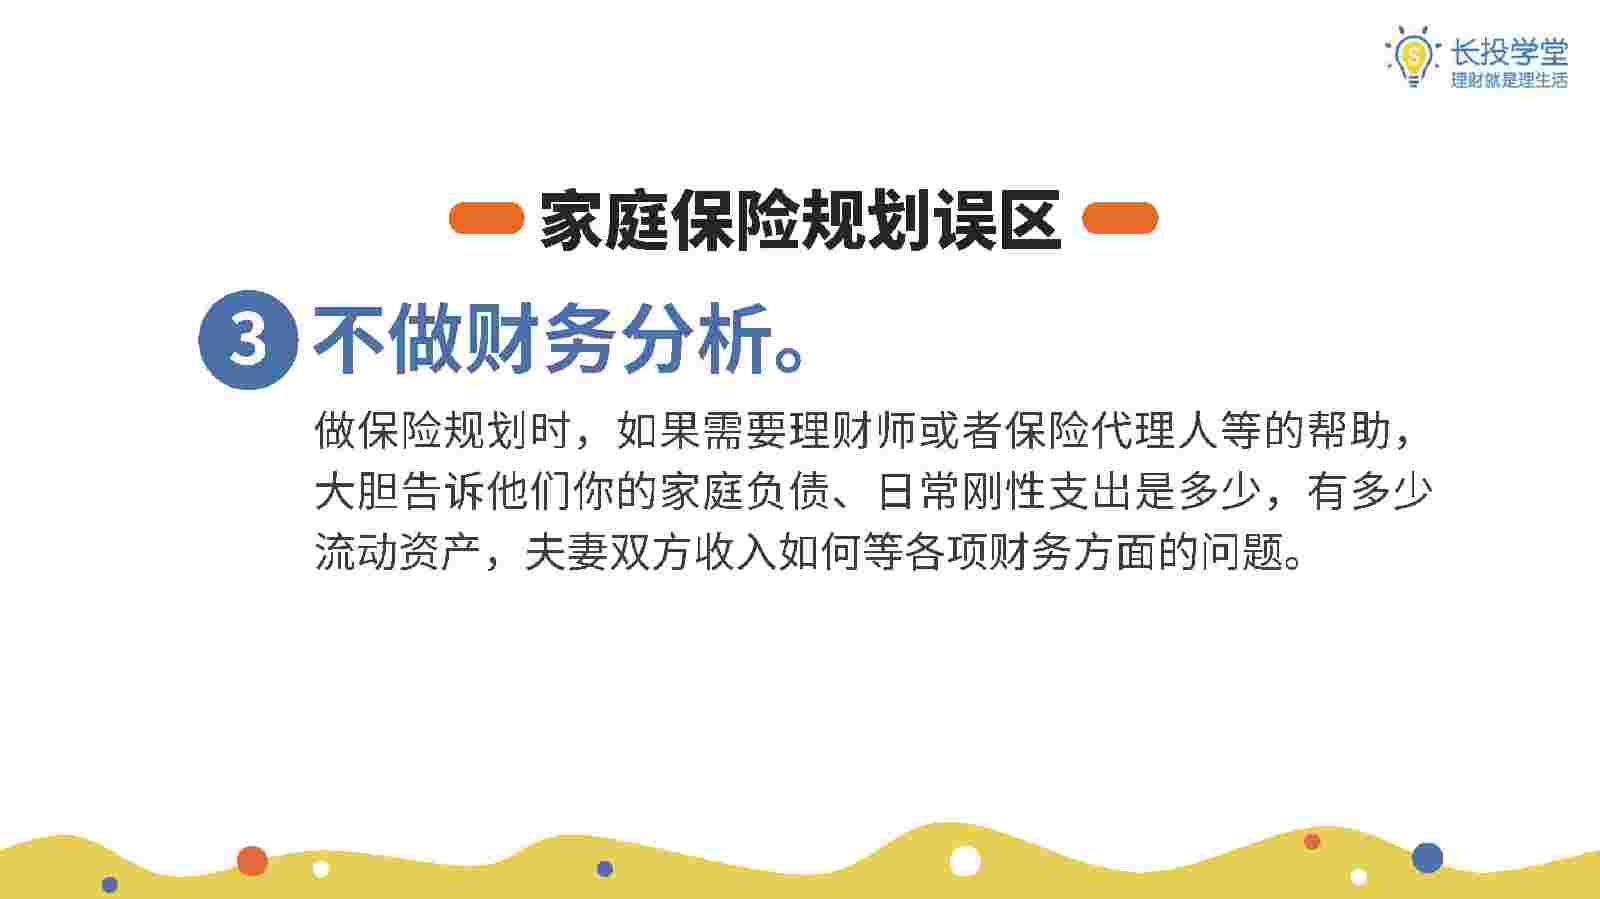 长投学堂
理财就是理生活
家庭保险规划误区
3 不做财务分析。
做保险规划时，如果需要理财师或者保险代理人等的帮助，
大胆告诉他们你的家庭负债、日常刚性支出是多少，有多少
流动资产，夫妻双方收入如何等各项财务方面的问题。